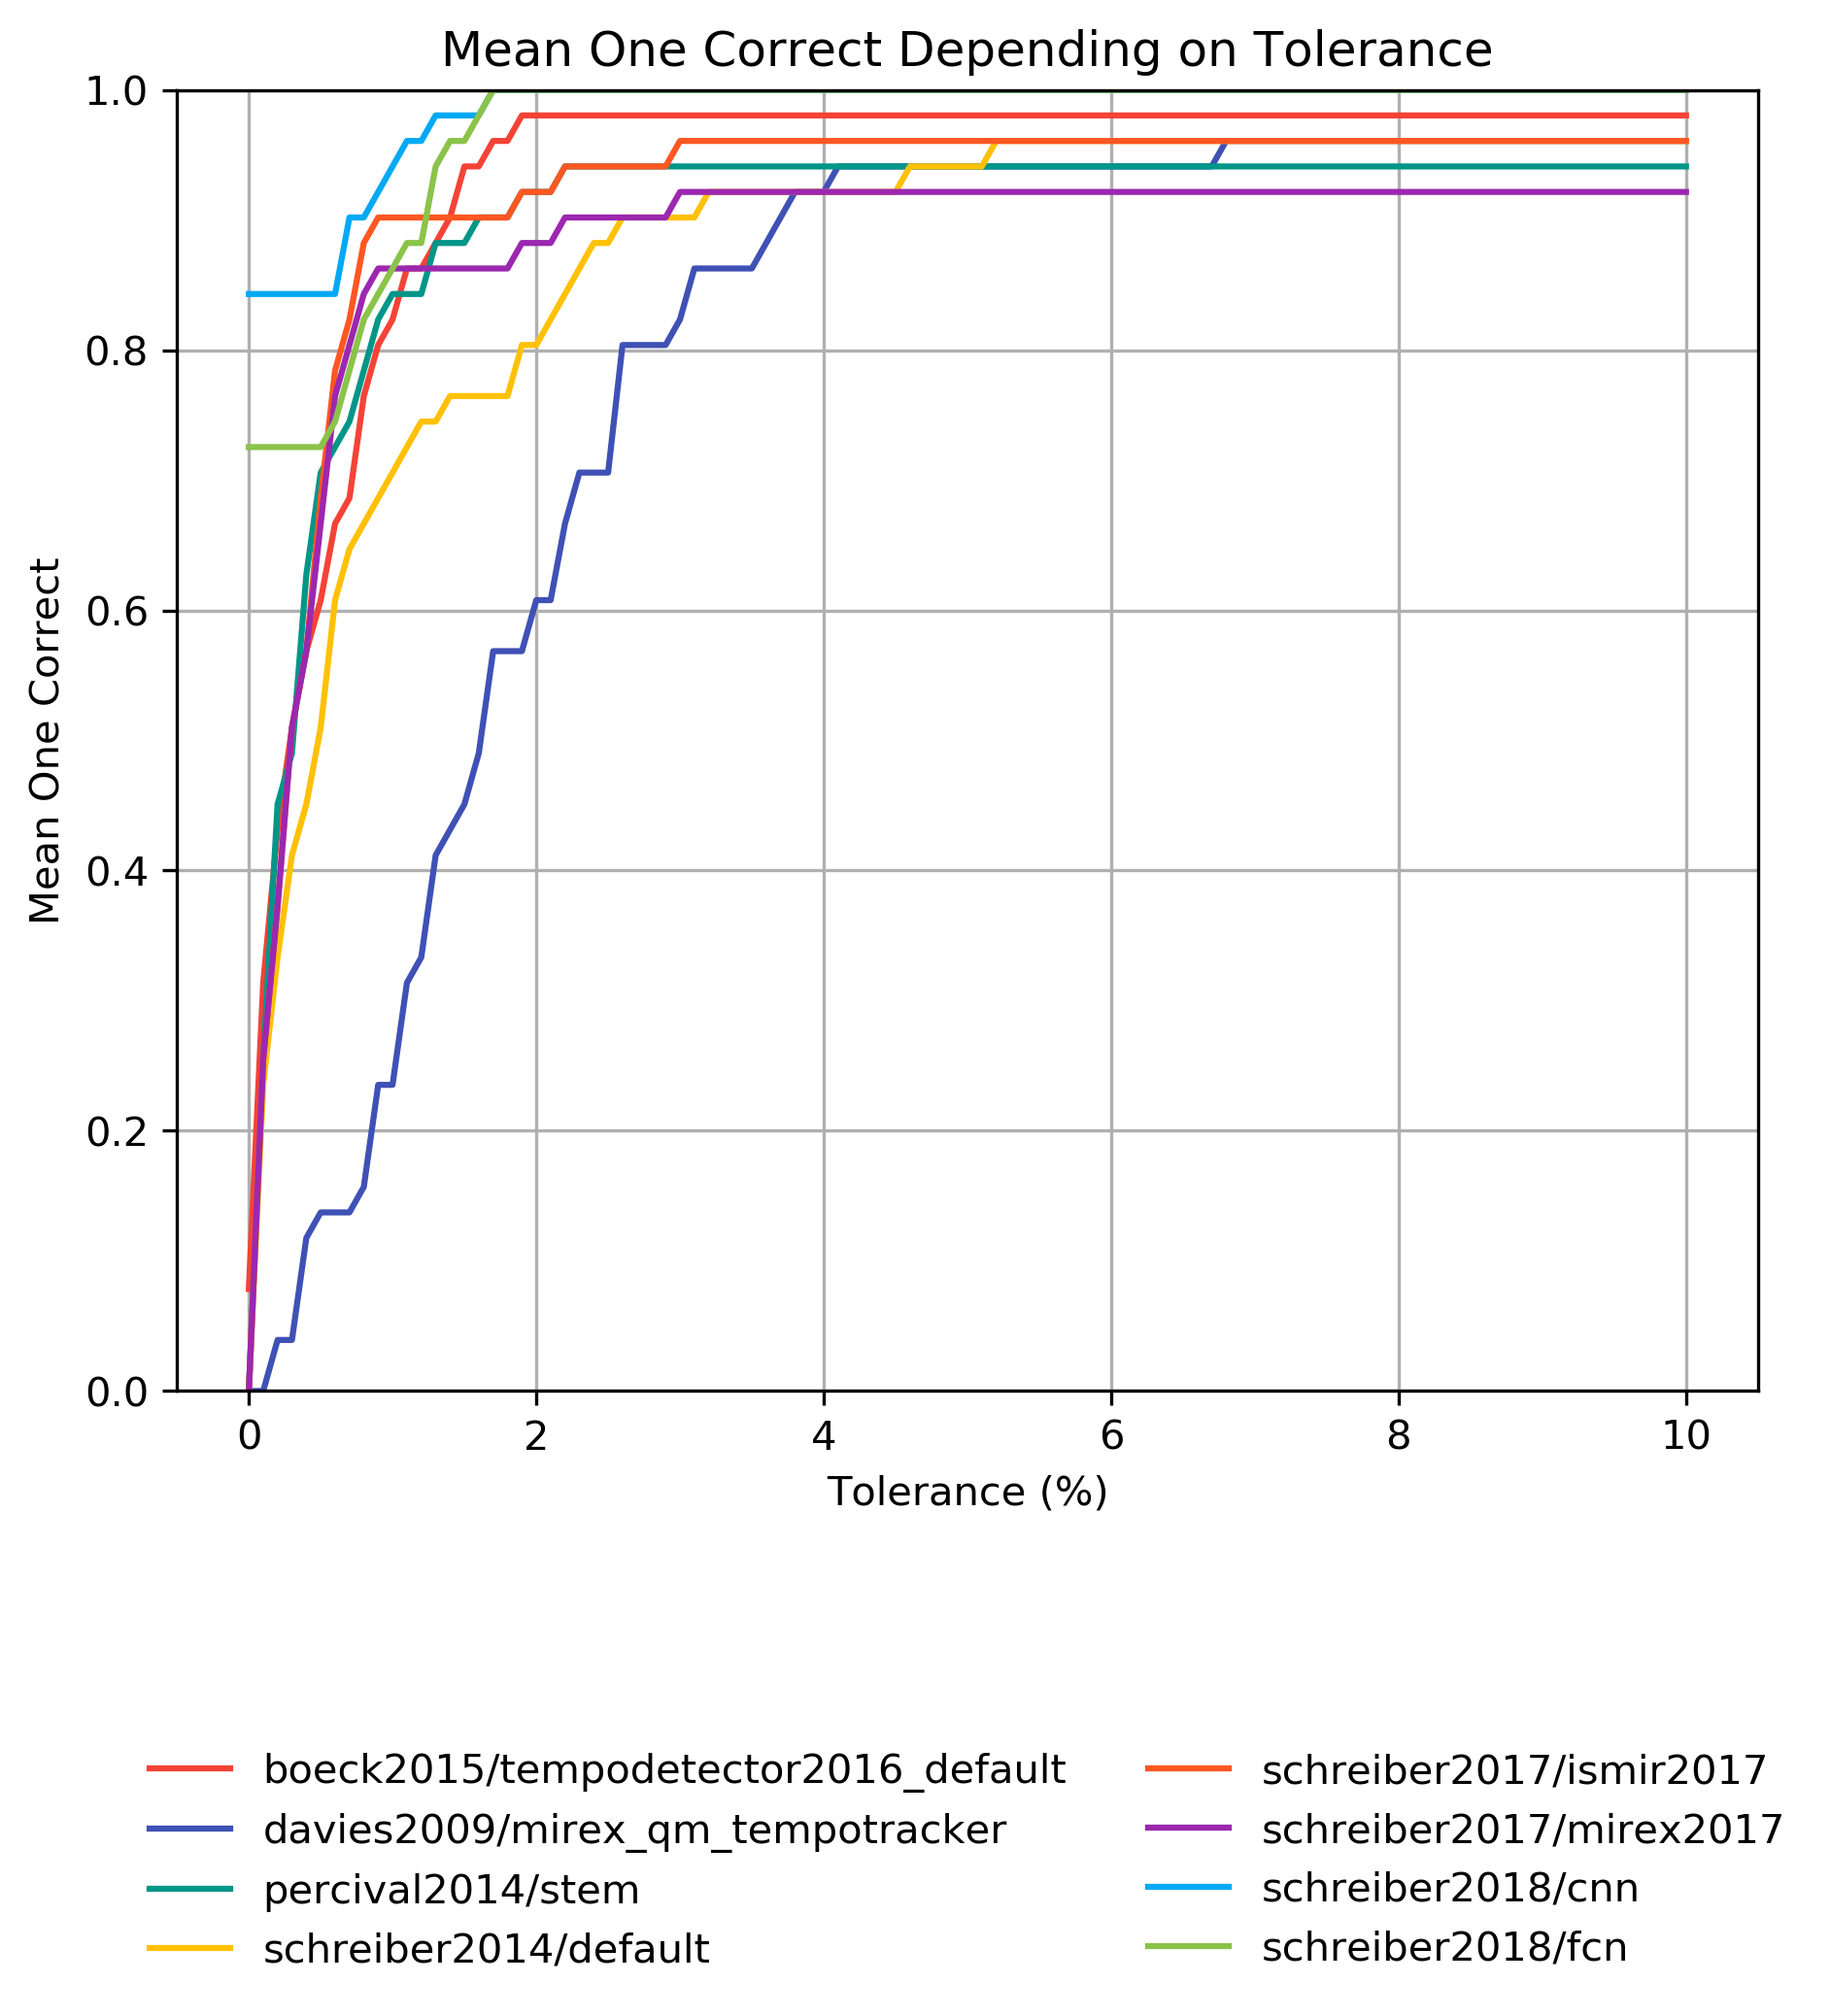 Mean One Correct Depending on Tolerance
1.0
0.8
0.6
0.4
0.2
0.0
Mean One Correct
0 2 4 6 8 10
Tolerance (%)
boeck2015/tempodetector2016_default
davies2009/mirex_qm_tempotracker
percival2014/stem
schreiber2014/default
schreiber2017/ismir2017
schreiber2017/mirex2017
schreiber2018/cnn
schreiber2018/fcn